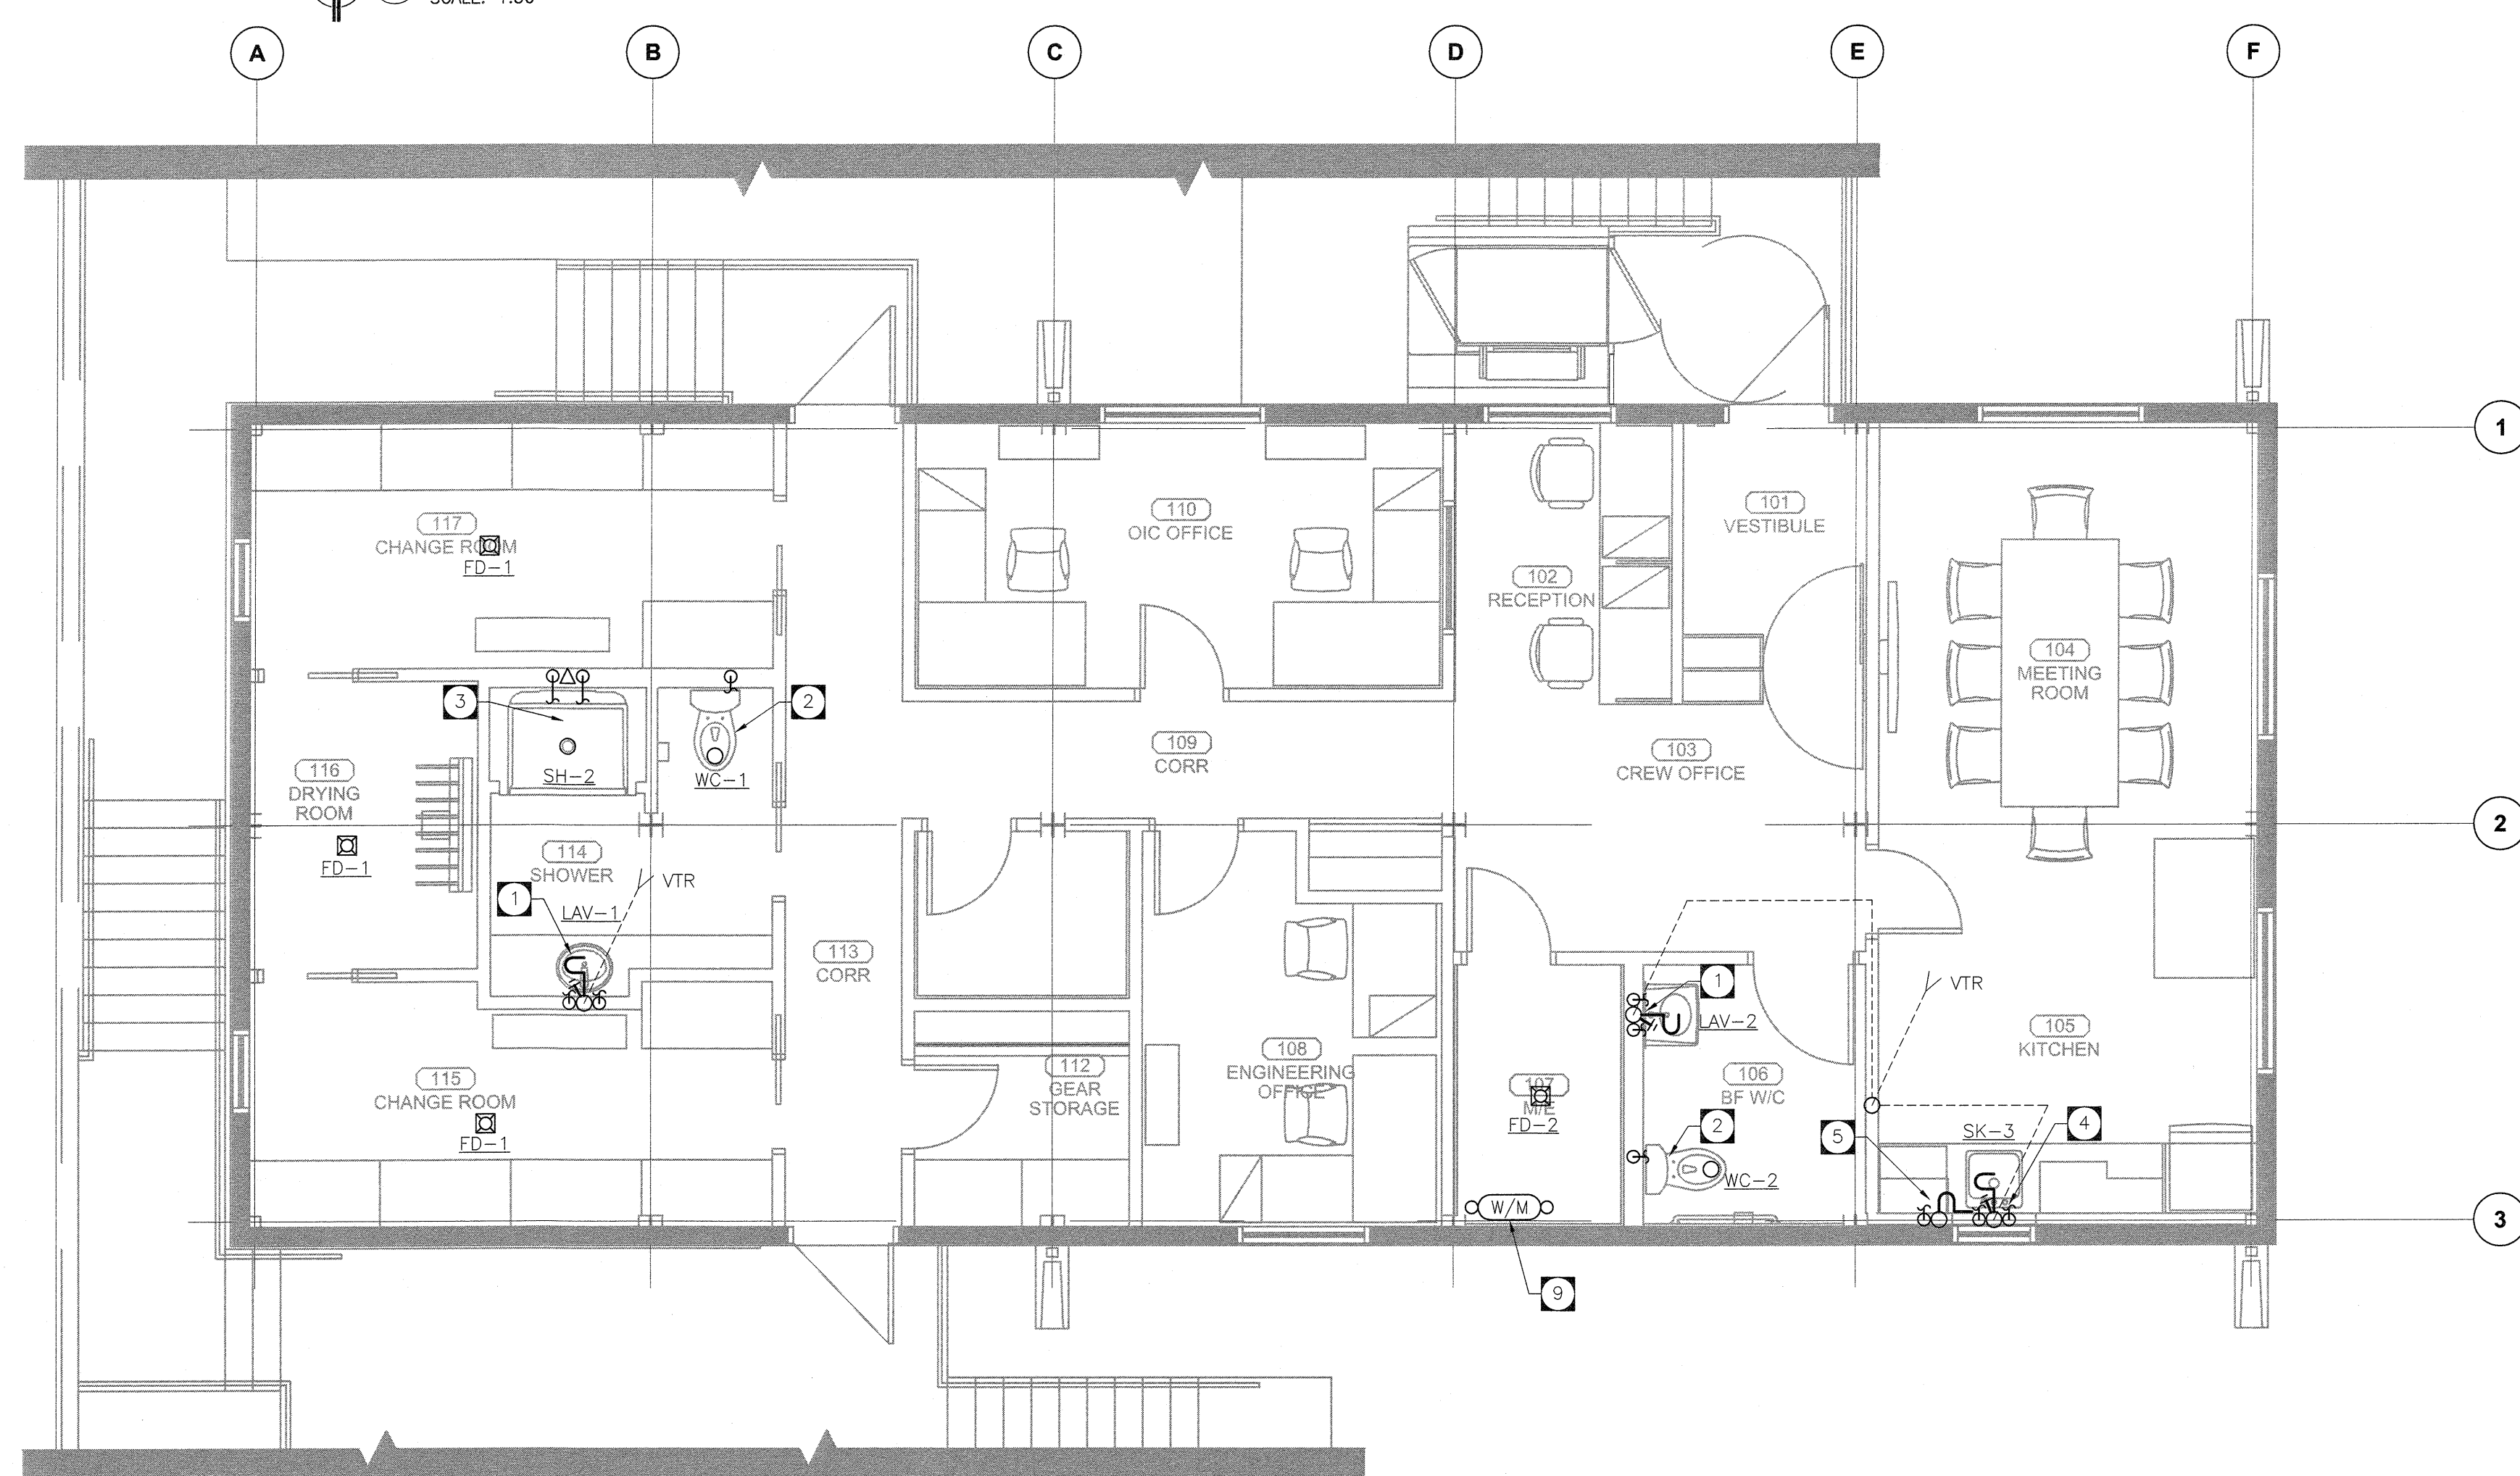 SCALE: 1:50
A
B
C
D
E
F
1
117
CHANGE ROOM
FD-1
110
OIC OFFICE
101
VESTIBULE
102
RECEPTION
104
MEETING
ROOM
3
2
SH-2
WC-1
109
CORR
103
CREW OFFICE
116
DRYING
ROOM
FD-1
2
114
SHOWER
VTR
1
LAV-1
113
CORR
1
LAV-2
VTR
105
KITCHEN
115
CHANGE ROOM
FD-1
112
GEAR
STORAGE
108
ENGINEERING
OFFICE
107
M/E
FD-2
106
BF W/C
2
WC-2
5
SK-3
4
W/M
3
9